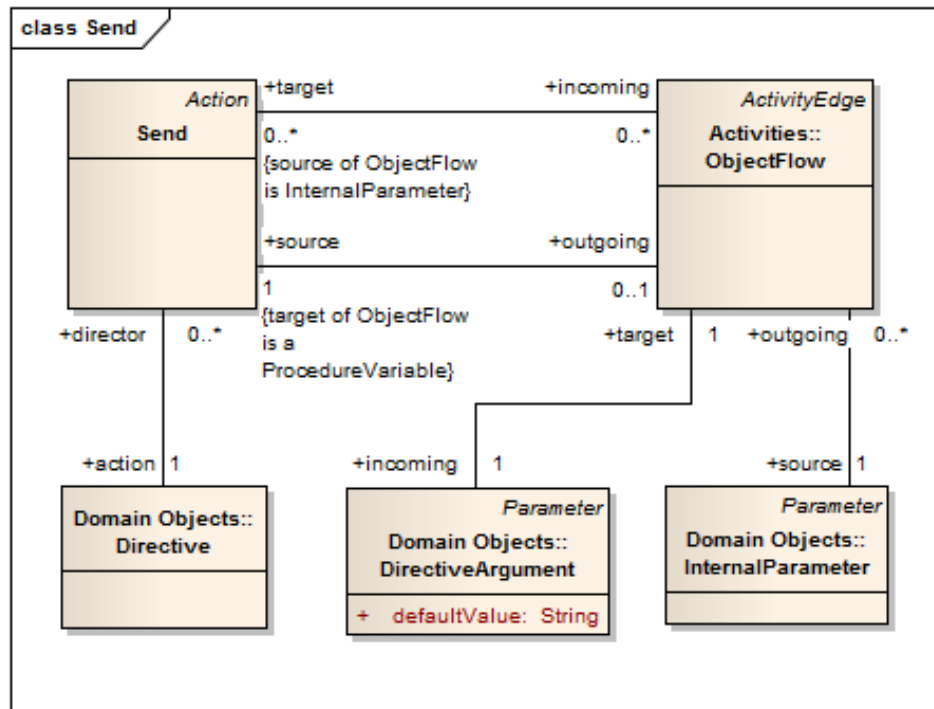 class Send
+target
+incoming
Action
Send
ActivityEdge
Activities::
ObjectFlow
0..*
0..*
{source of ObjectFlow
is InternalParameter}
+source
+outgoing
1
0..1
{target of ObjectFlow
is a
ProcedureVariable}
+director
0..*
+target
1
+outgoing
0..*
+action
1
+incoming
1
+source
1
Domain Objects::
Directive
Parameter
Domain Objects::
DirectiveArgument
+ defaultValue: String
Parameter
Domain Objects::
InternalParameter